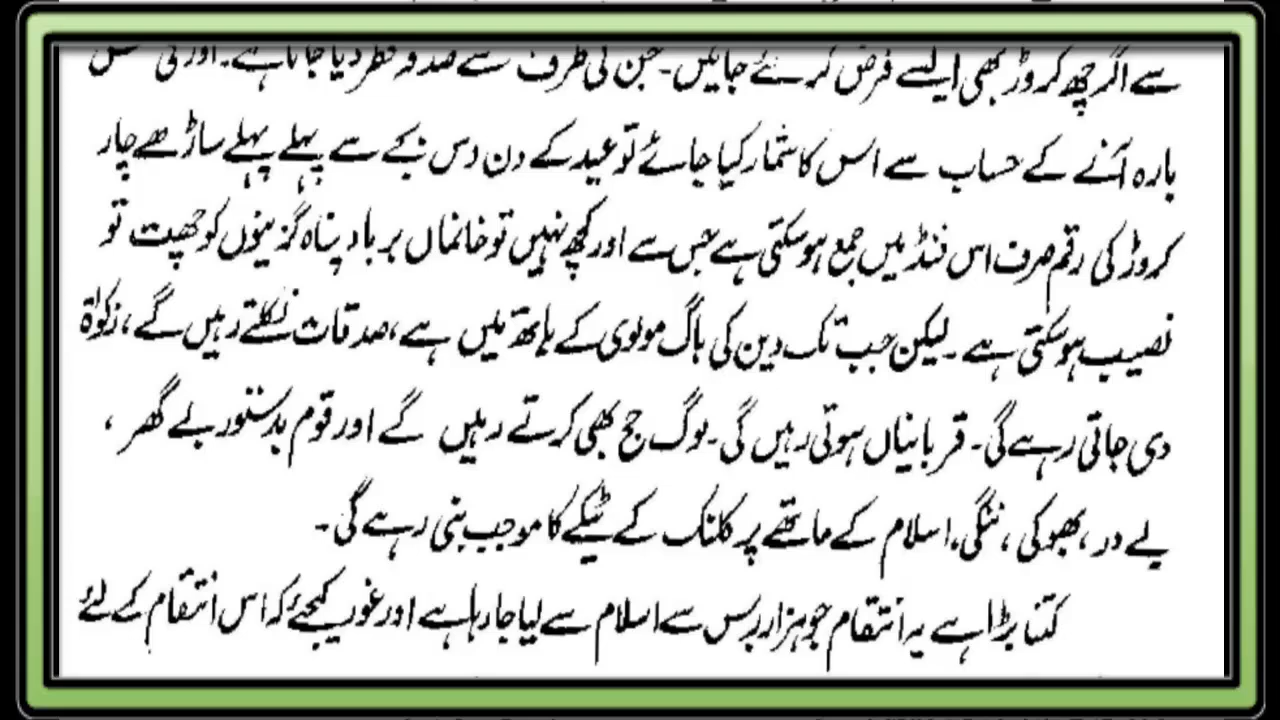 سے اگر چھ کروڑ بھی ایسے فرض کر لئے جائیں۔ جن کی طرف سے صدقہ فطر دیا جاتا ہے۔ اور فی کس
بارہ آنے کے حساب سے اس کا شمار کیا جائے تو عید کے دن دس بجے سے پہلے پہلے ساڑھے چار
کروڑ کی رقم صرف اس فنڈ میں جمع ہو سکتی ہے جس سے اور کچھ نہیں تو خانماں برباد پناہ گزینوں کو چھت تو
نصیب ہو سکتی ہے۔ لیکن جب تک دین کی باگ مولوی کے ہاتھ میں ہے، صدقات نکلتے رہیں گے، زکوٰۃ
دی جاتی رہے گی۔ قربانیاں ہوتی رہیں گی۔ لوگ حج بھی کرتے رہیں گے اور قوم بدستور بے گھر،
بے در، بھوکی، ننگی، اسلام کے ماتھے پر کلنک کے ٹیکے کا موجب بنی رہے گی۔
کتنا بڑا ہے یہ انتقام جو ہزار برس سے اسلام سے لیا جا رہا ہے اور غور کیجئے کہ اس انتقام کے لئے